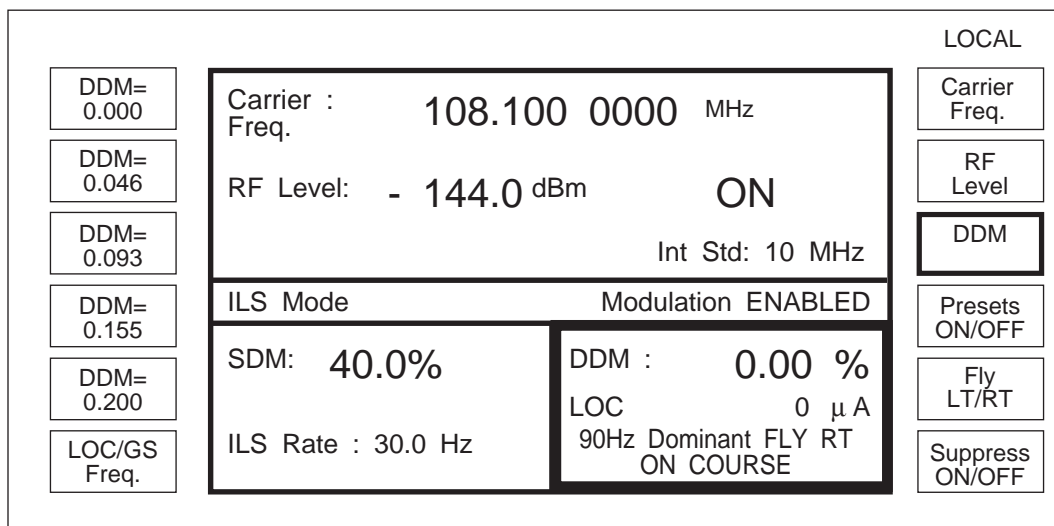 LOCAL
DDM=
0.000
DDM=
0.046
DDM=
0.093
DDM=
0.155
DDM=
0.200
LOC/GS
Freq.
Carrier :
Freq.
108.100 0000 MHz
RF Level: - 144.0 dBm ON
Int Std: 10 MHz
ILS Mode Modulation ENABLED
SDM: 40.0%
ILS Rate : 30.0 Hz
DDM : 0.00 %
LOC 0 μA
90Hz Dominant FLY RT
ON COURSE
Carrier
Freq.
RF
Level
DDM
Presets
ON/OFF
Fly
LT/RT
Suppress
ON/OFF